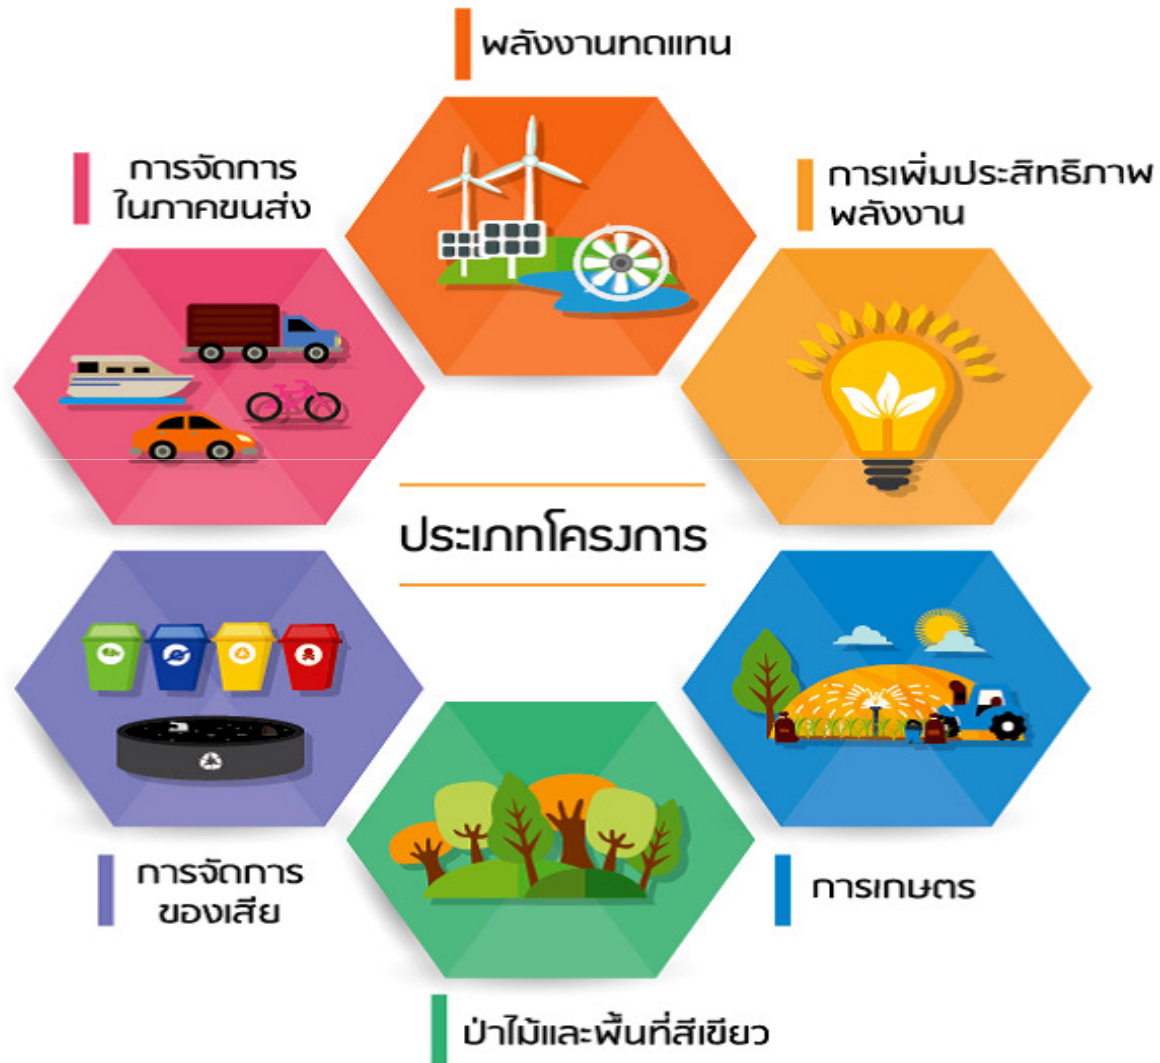 พลังงานทดแทน
การจัดการ
ในภาคขนส่ง
การเพิ่มประสิทธิภาพ
พลังงาน
ประเภทโครงการ
การจัดการ
ของเสีย
การเกษตร
ป่าไม้และพื้นที่สีเขียว